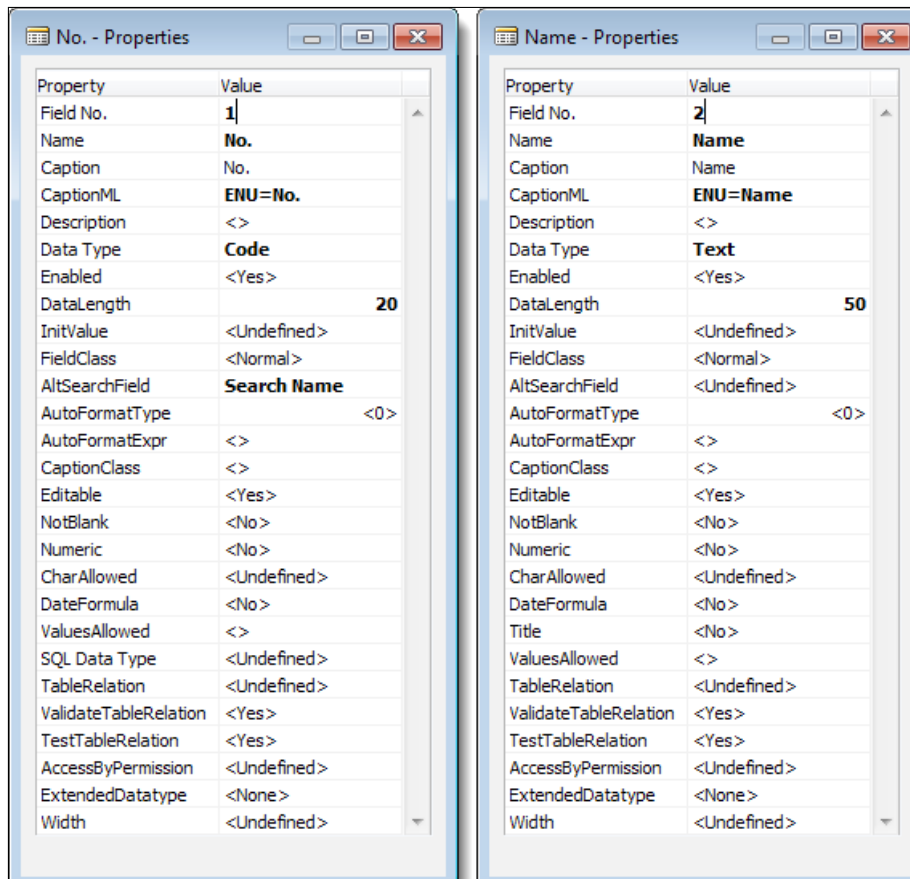 No. - Properties
Property Value
Field No. 1
Name No.
Caption No.
CaptionML ENU=No.
Description <>
Data Type Code
Enabled <Yes>
DataLength 20
InitValue <Undefined>
FieldClass <Normal>
AltSearchField Search Name
AutoFormatType <0>
AutoFormatExpr <>
CaptionClass <>
Editable <Yes>
NotBlank <No>
Numeric <No>
CharAllowed <Undefined>
DateFormula <No>
ValuesAllowed <>
SQL Data Type <Undefined>
TableRelation <Undefined>
ValidateTableRelation <Yes>
TestTableRelation <Yes>
AccessByPermission <Undefined>
ExtendedDatatype <None>
Width <Undefined>
Name - Properties
Property Value
Field No. 2
Name Name
Caption Name
CaptionML ENU=Name
Description <>
Data Type Text
Enabled <Yes>
DataLength 50
InitValue <Undefined>
FieldClass <Normal>
AltSearchField <Undefined>
AutoFormatType <0>
AutoFormatExpr <>
CaptionClass <>
Editable <Yes>
NotBlank <No>
Numeric <No>
CharAllowed <Undefined>
DateFormula <No>
Title <No>
ValuesAllowed <>
TableRelation <Undefined>
ValidateTableRelation <Yes>
TestTableRelation <Yes>
AccessByPermission <Undefined>
ExtendedDatatype <None>
Width <Undefined>